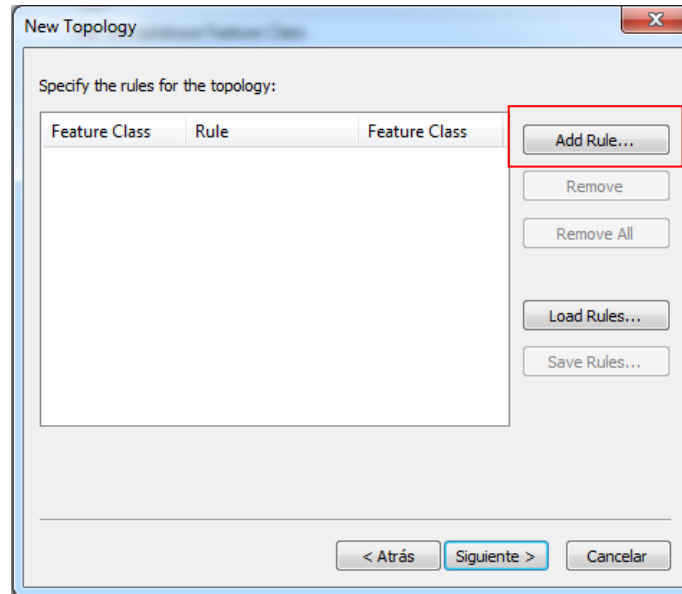 New Topology
Specify the rules for the topology:
Feature Class Rule Feature Class
Add Rule...
Remove
Remove All
Load Rules...
Save Rules...
< Atrás Siguiente > Cancelar